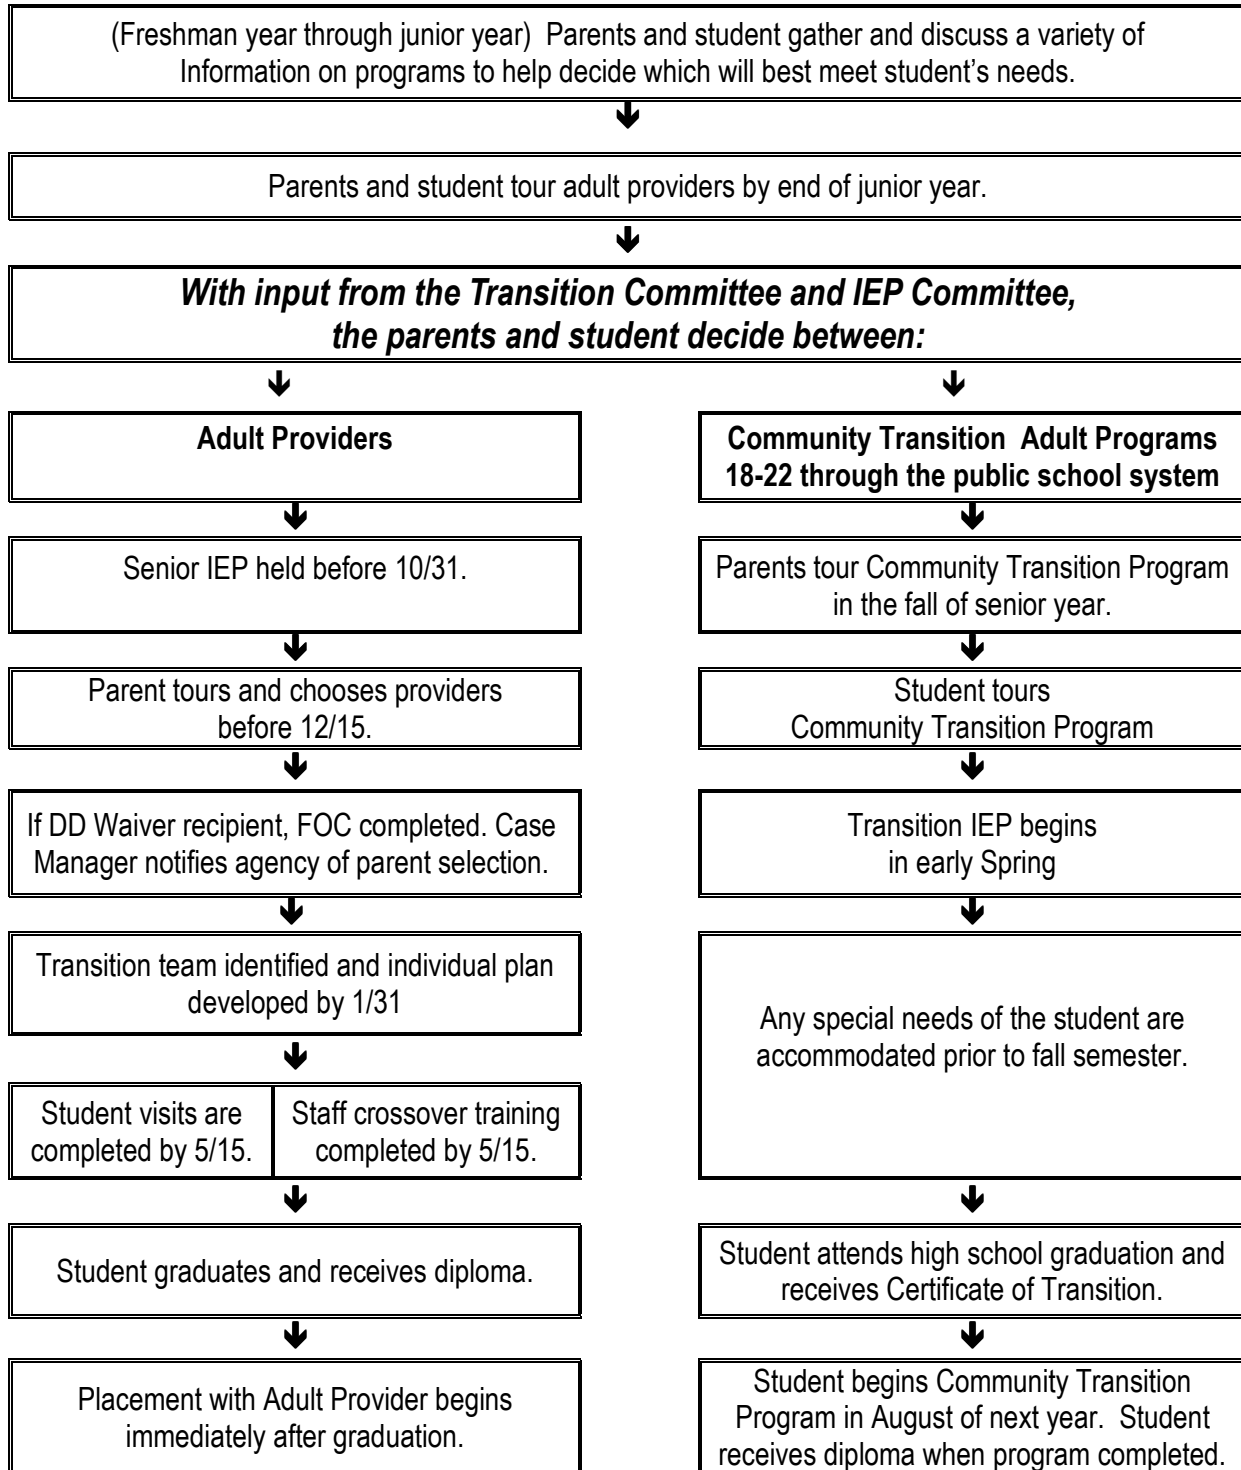 (Freshman year through junior year)  Parents and student gather and discuss a variety of
Information on programs to help decide which will best meet student's needs.
Parents and student tour adult providers by end of junior year.
With input from the Transition Committee and IEP Committee,
the parents and student decide between:
Adult Providers
Senior IEP held before 10/31.
Parent tours and chooses providers
before 12/15.
If DD Waiver recipient, FOC completed. Case
Manager notifies agency of parent selection.
Transition team identified and individual plan
developed by 1/31
Student visits are
completed by 5/15.
Staff crossover training
completed by 5/15.
Student graduates and receives diploma.
Placement with Adult Provider begins
immediately after graduation.
Community Transition  Adult Programs
18-22 through the public school system
Parents tour Community Transition Program
in the fall of senior year.
Student tours
Community Transition Program
Transition IEP begins
in early Spring
Any special needs of the student are
accommodated prior to fall semester.
Student attends high school graduation and
receives Certificate of Transition.
Student begins Community Transition
Program in August of next year.  Student
receives diploma when program completed.